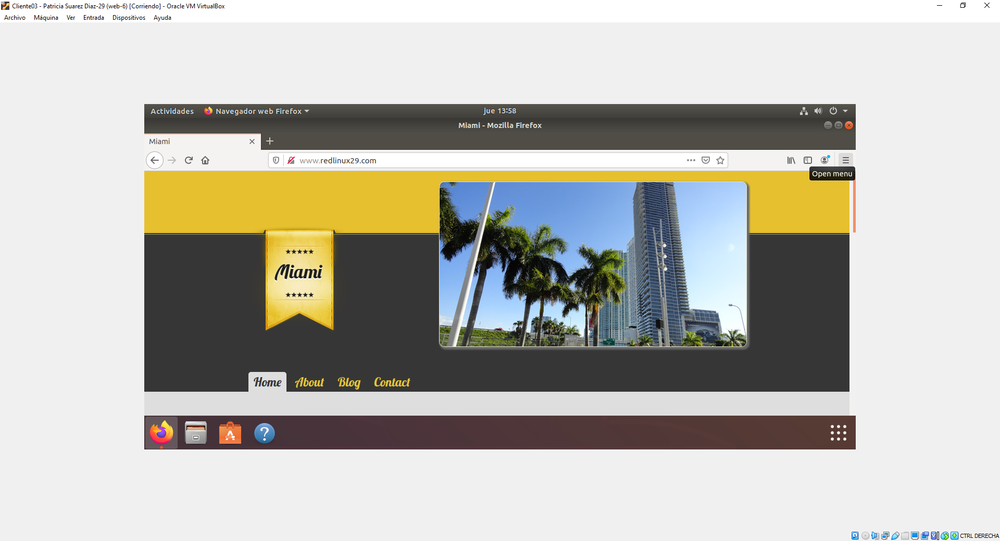 Cliente03 - Patricia Suarez Diaz-29 (web-6) [Corriendo] - Oracle VM VirtualBox
Archivo Máquina Ver Entrada Dispositivos Ayuda
Actividades Navegador web Firefox jue 13:58
Miami - Mozilla Firefox
Miami
www.redlinux29.com
Open menu
Miami
Home About Blog Contact
CTRL DERECHA